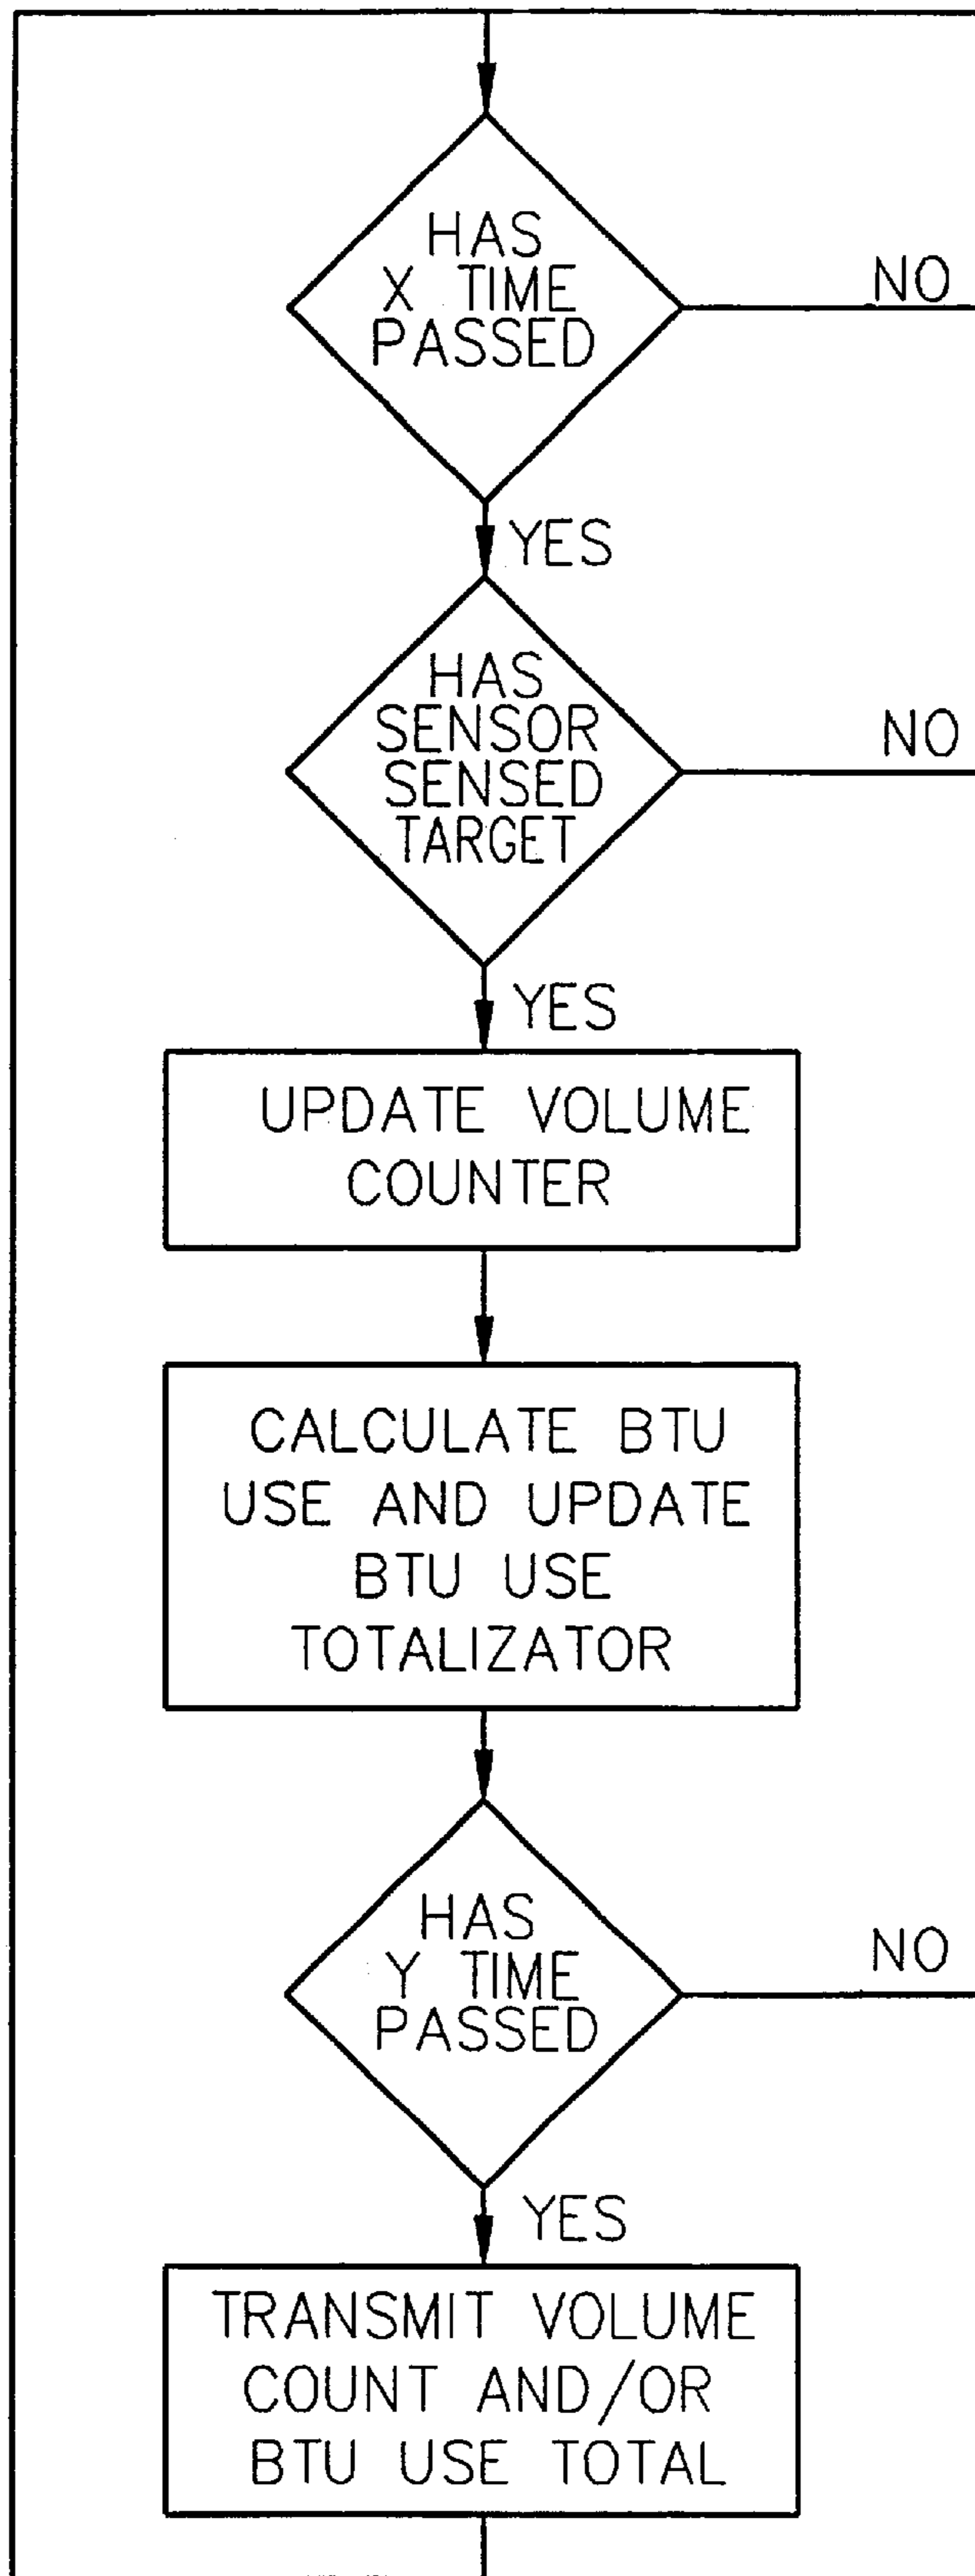 HAS
X TIME
PASSED
NO
YES
HAS
SENSOR
SENSED
TARGET
NO
YES
UPDATE VOLUME
COUNTER
CALCULATE BTU
USE AND UPDATE
BTU USE
TOTALIZATOR
HAS
Y TIME
PASSED
NO
YES
TRANSMIT VOLUME
COUNT AND/OR
BTU USE TOTAL